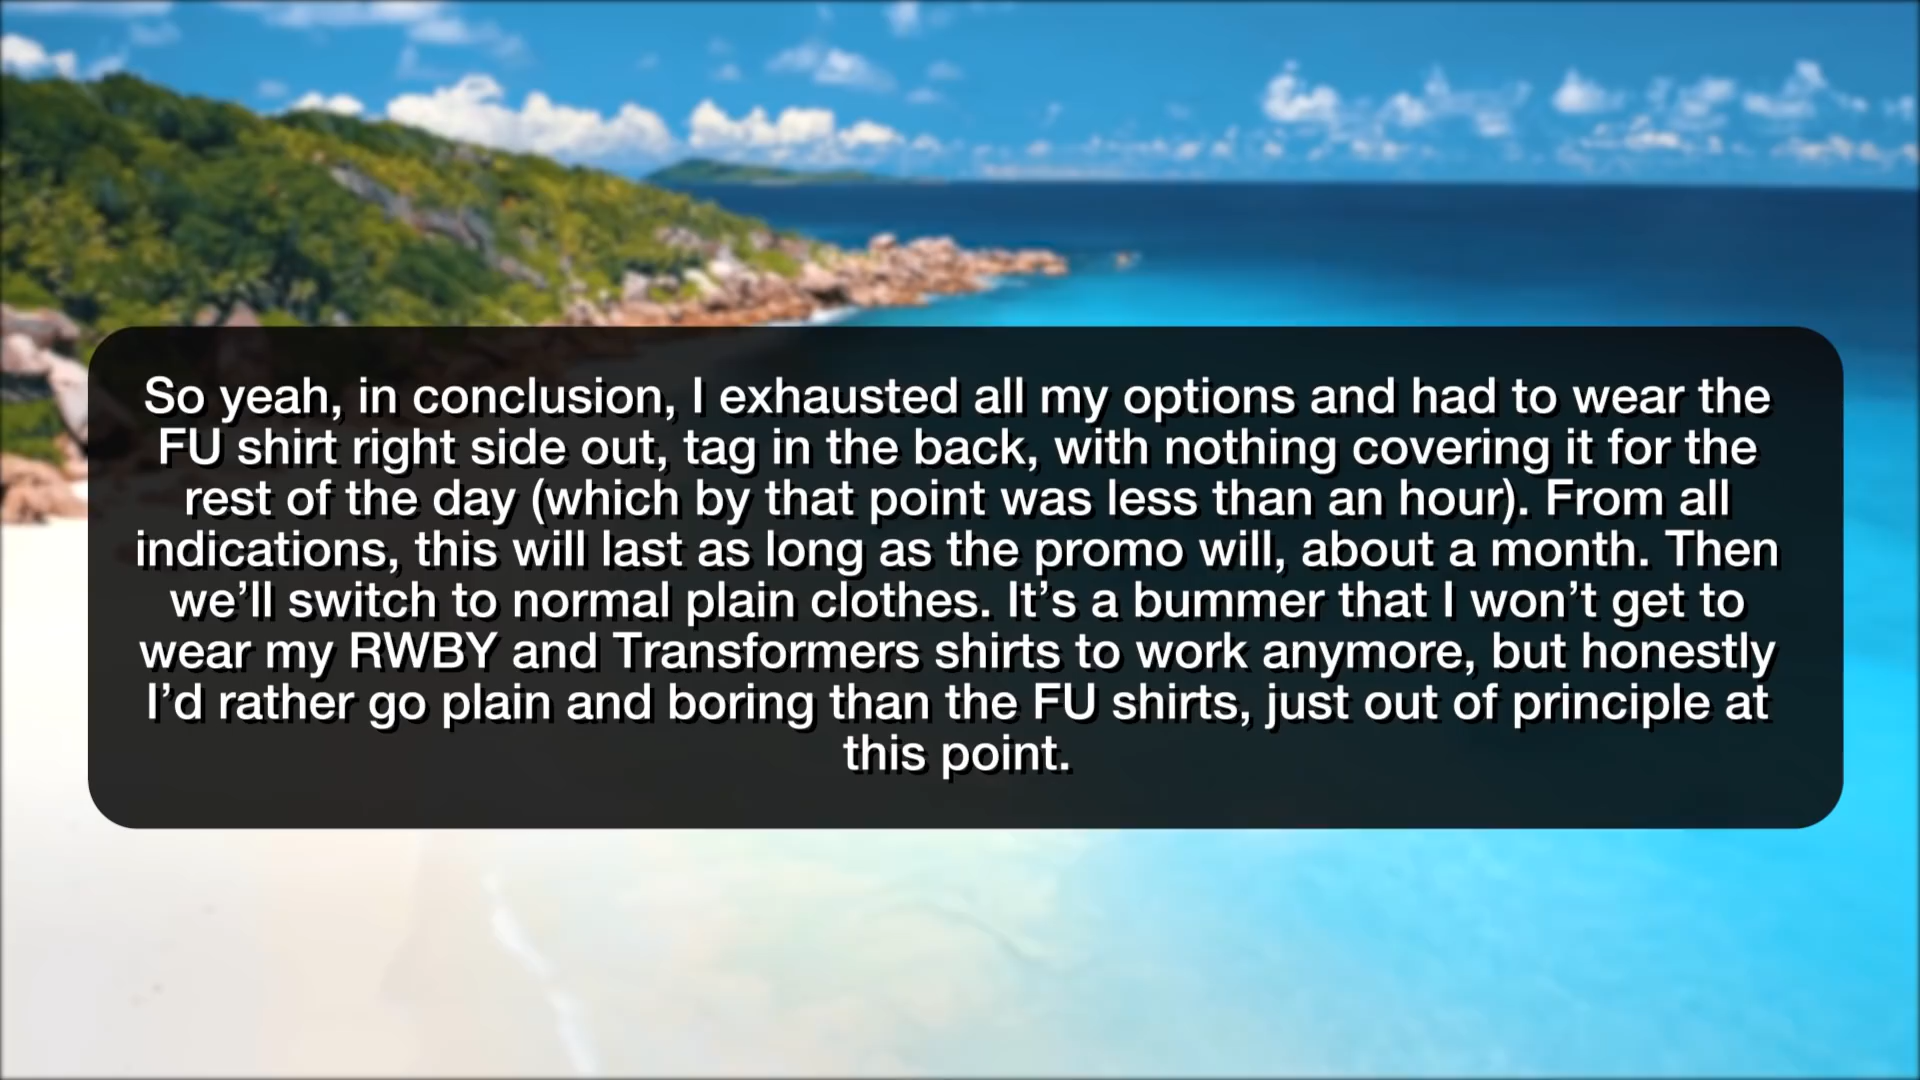 So yeah, in conclusion, I exhausted all my options and had to wear the
FU shirt right side out, tag in the back, with nothing covering it for the
rest of the day (which by that point was less than an hour). From all
indications, this will last as long as the promo will, about a month. Then
we’ll switch to normal plain clothes. It’s a bummer that I won’t get to
wear my RWBY and Transformers shirts to work anymore, but honestly
I’d rather go plain and boring than the FU shirts, just out of principle at
this point.